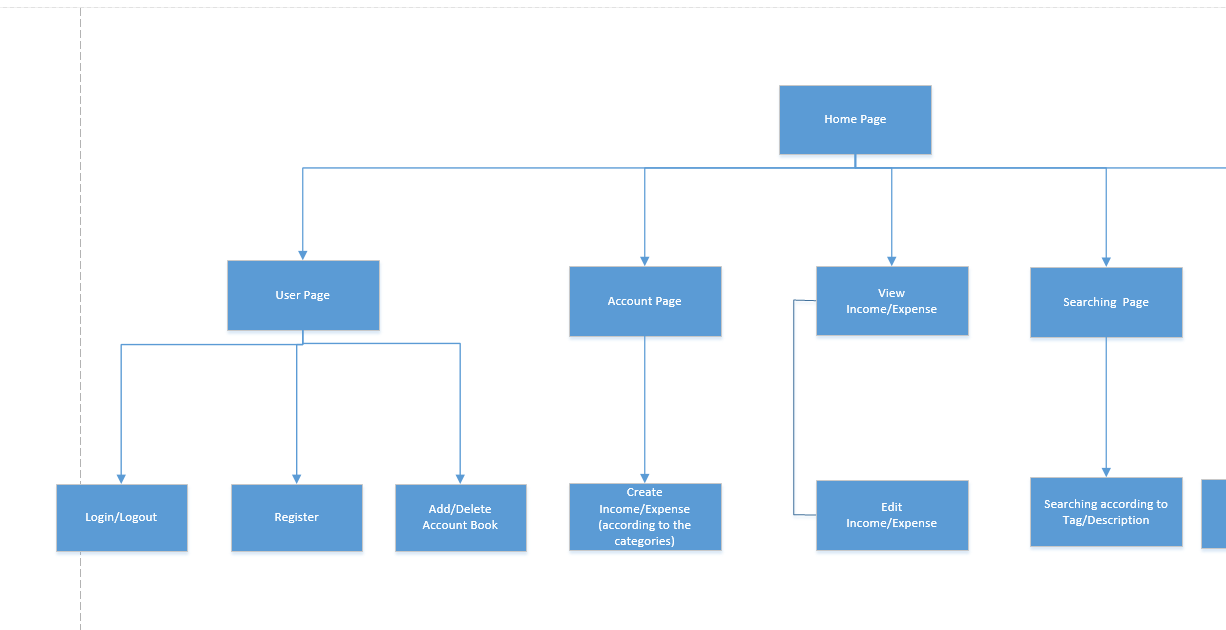 Home Page
User Page
Account Page
View
Income/Expense
Searching  Page
Login/Logout
Register
Add/Delete
Account Book
Create
Income/Expense
(according to the
categories)
Edit
Income/Expense
Searching according to
Tag/Description